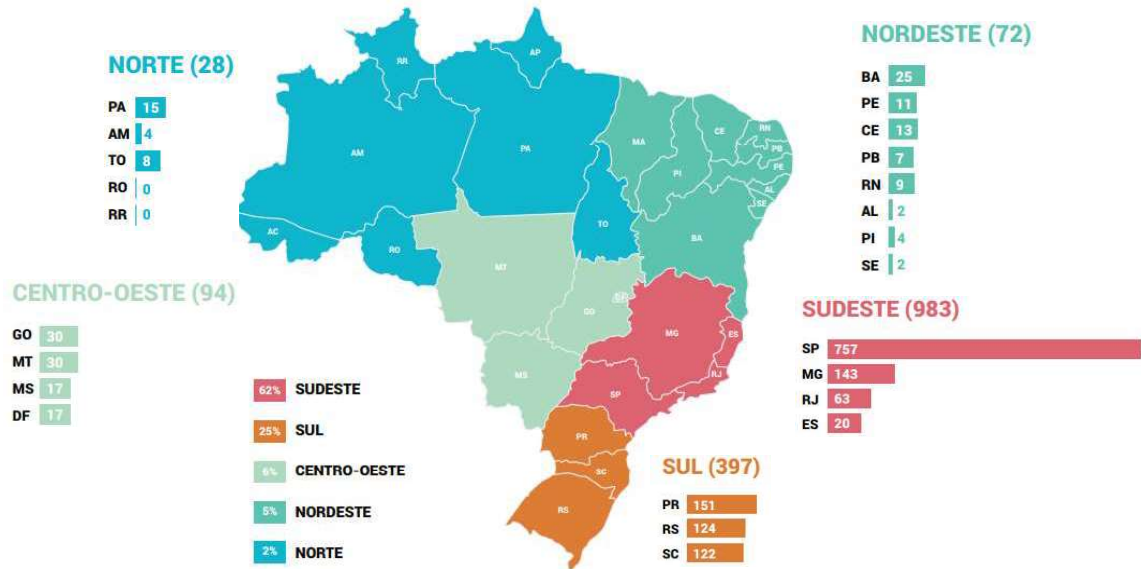 NORTE (28)
PA 15
AM 4
TO 8
RO 0
RR 0
CENTRO-OESTE (94)
GO 30
MT 30
MS 17
DF 17
RR
AP
AM
PA
AC
RO
TO
MT
GO
DF
MS
MA
PI
CE
RN
PB
PE
AL
SE
BA
MG
ES
RJ
SP
PR
SC
RS
62% SUDESTE
25% SUL
6% CENTRO-OESTE
5% NORDESTE
2% NORTE
NORDESTE (72)
BA 25
PE 11
CE 13
PB 7
RN 9
AL 2
PI 4
SE 2
SUDESTE (983)
SP 757
MG 143
RJ 63
ES 20
SUL (397)
PR 151
RS 124
SC 122